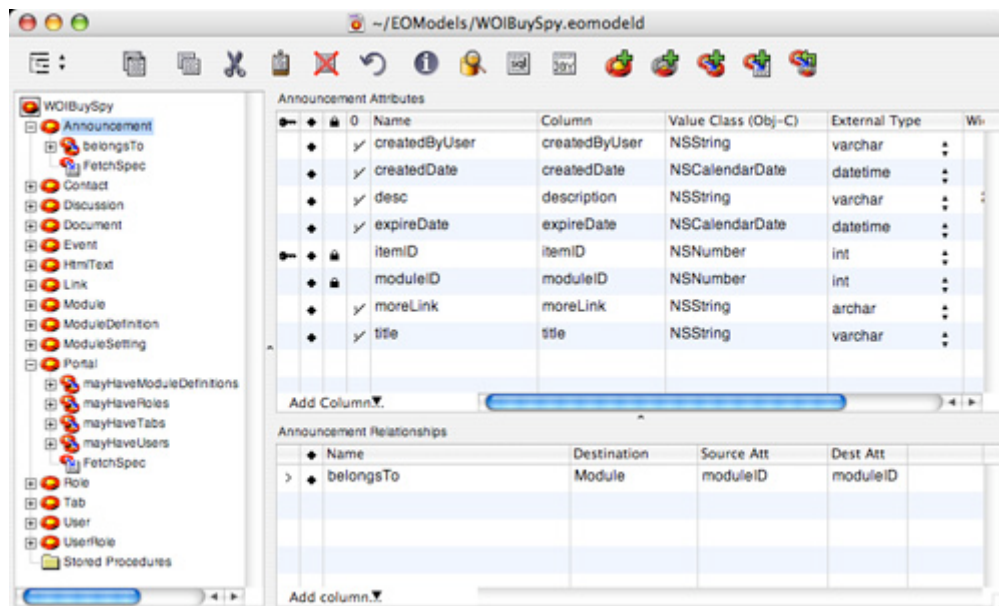 ~/EOModels/WOIBuySpy.eomodeld
WOIBuySpy
Announcement
belongsTo
FetchSpec
Contact
Discussion
Document
Event
HtmlText
Link
Module
ModuleDefinition
ModuleSetting
Portal
mayHaveModuleDefinitions
mayHaveRoles
mayHaveTabs
mayHaveUsers
FetchSpec
Role
Tab
User
UserRole
Stored Procedures
Announcement Attributes
0 Name Column Value Class (Obj-C) External Type
createdByUser createdByUser NSString varchar
createdDate createdDate NSCalendarDate datetime
desc description NSString varchar
expireDate expireDate NSCalendarDate datetime
itemID itemID NSNumber int
moduleID moduleID NSNumber int
moreLink moreLink NSString archar
title title NSString varchar
Add Column.
Announcement Relationships
Name Destination Source Att Dest Att
belongsTo Module moduleID moduleID
Add column.